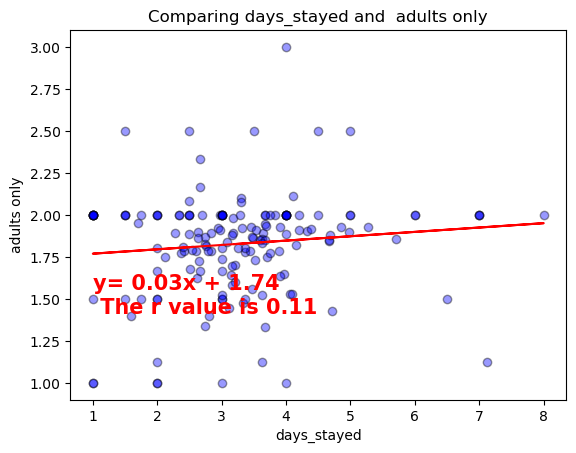 Comparing days_stayed and  adults only
adults only
3.00
2.75
2.50
2.25
2.00
1.75
1.50
1.25
1.00
y= 0.03x + 1.74
The r value is 0.11
1 2 3 4 5 6 7 8
days_stayed